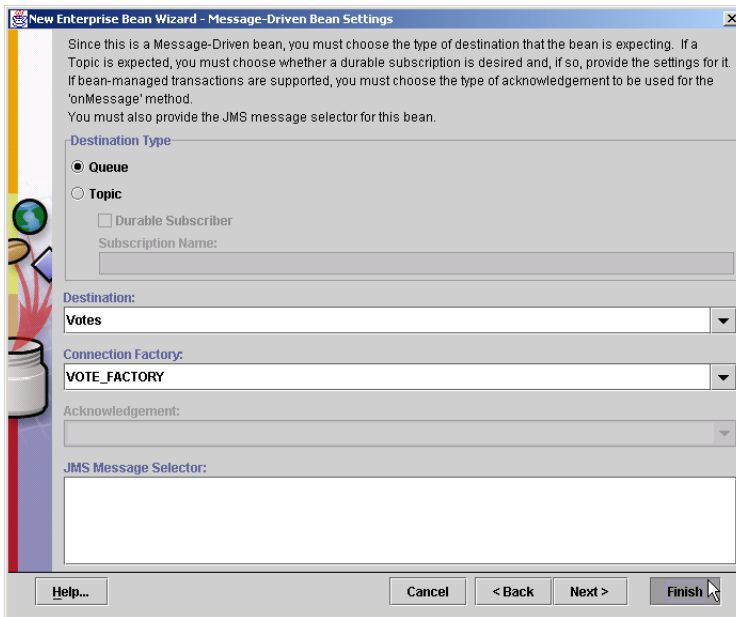 New Enterprise Bean Wizard - Message-Driven Bean Settings
Since this is a Message-Driven bean, you must choose the type of destination that the bean is expecting. If a
Topic is expected, you must choose whether a durable subscription is desired and, if so, provide the settings for it.
If bean-managed transactions are supported, you must choose the type of acknowledgement to be used for the
'onMessage' method.
You must also provide the JMS message selector for this bean.
Destination Type
Queue
Topic
Durable Subscriber
Subscription Name:
Destination:
Votes
Connection Factory:
VOTE_FACTORY
Acknowledgement:
JMS Message Selector:
Help... Cancel < Back Next > Finish